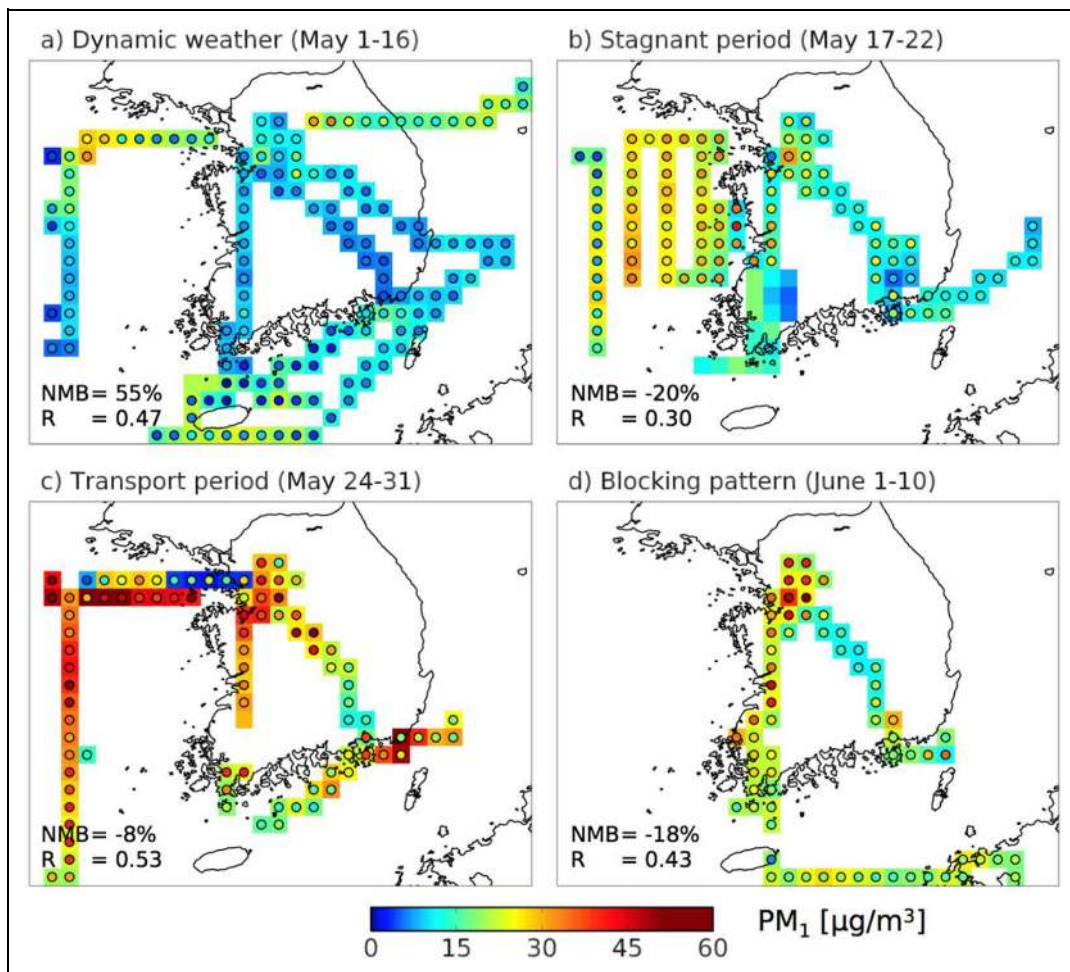 a) Dynamic weather (May 1-16)
b) Stagnant period (May 17-22)
NMB= 55%
R = 0.47
NMB= -20%
R = 0.30
c) Transport period (May 24-31)
d) Blocking pattern (June 1-10)
NMB= -8%
R = 0.53
NMB= -18%
R = 0.43
0 15 30 45 60
PM₁ [μg/m³]